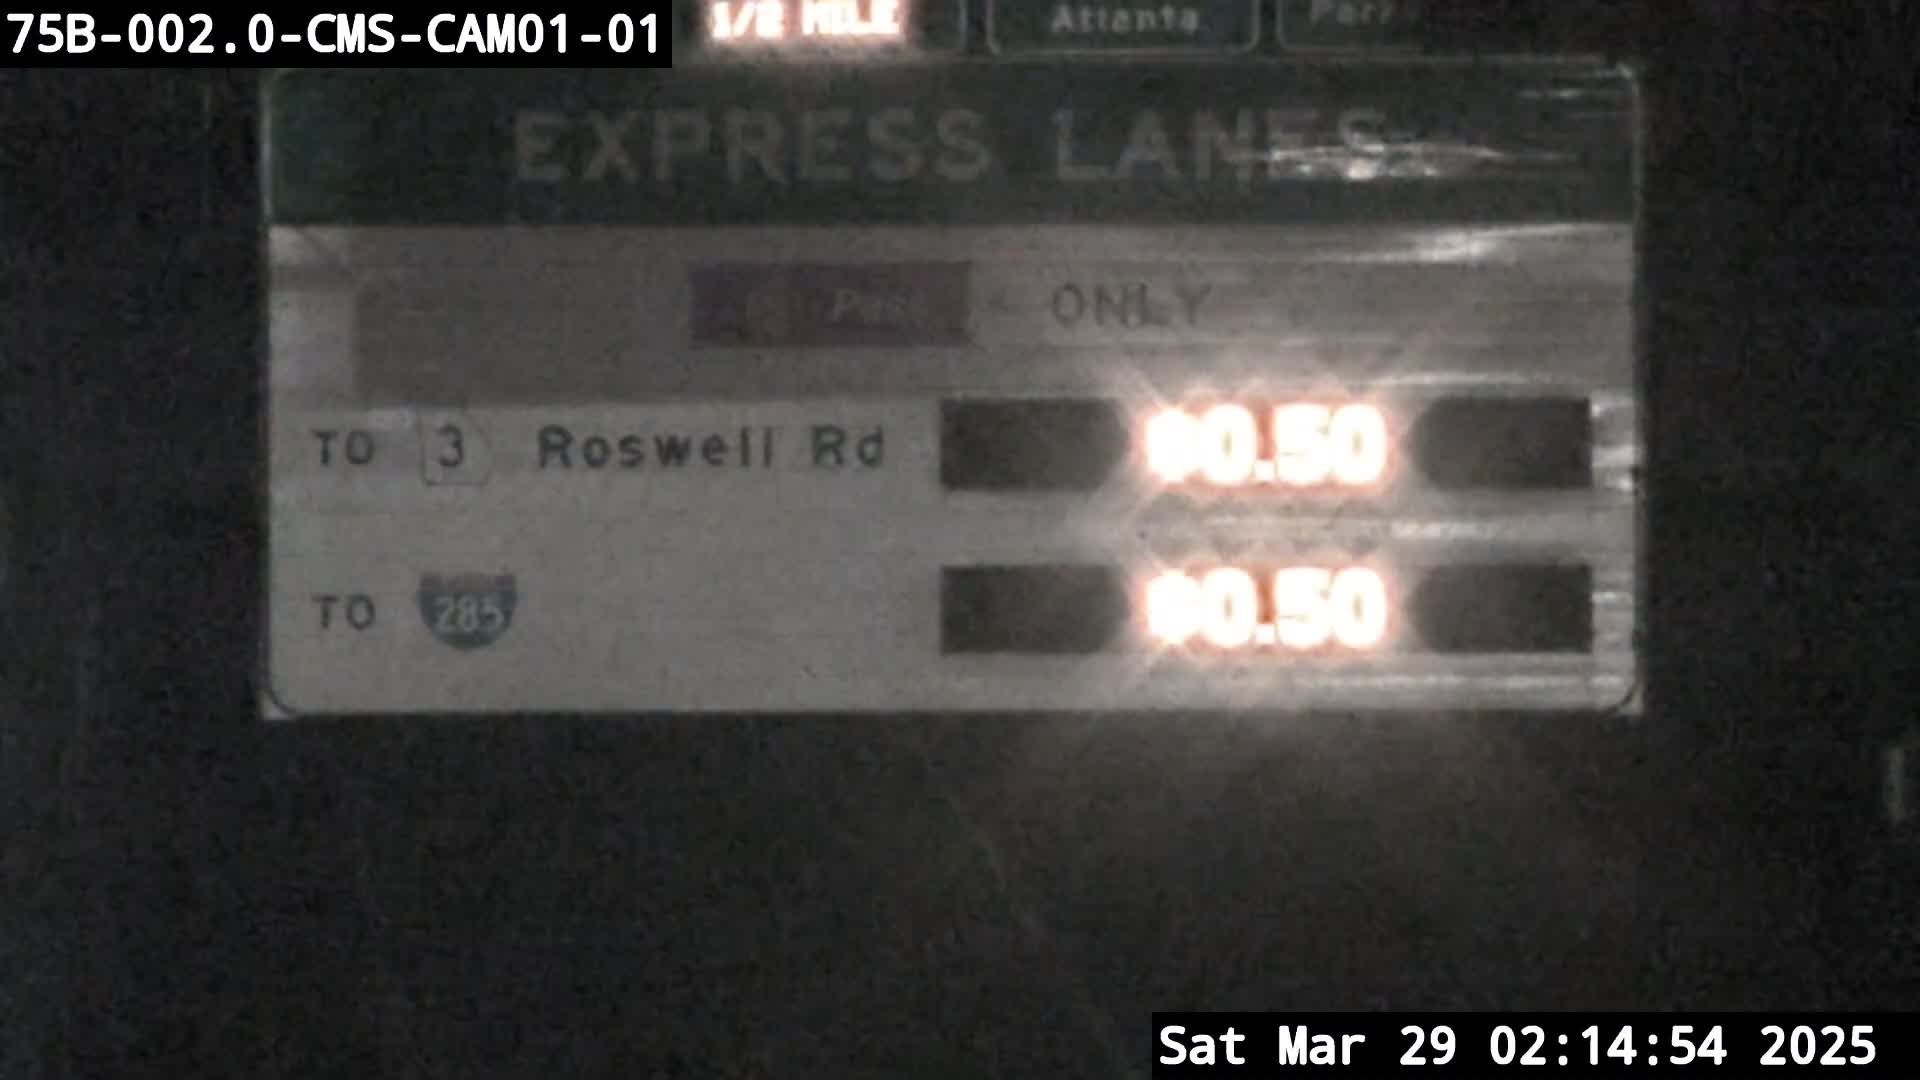 75B-002.0-CMS-CAM01-01
1/2 MILE
Atlanta
EXPRESS LANES
Pass ONLY
TO 3 Roswell Rd $0.50
TO 285 $0.50
Sat Mar 29 02:14:54 2025